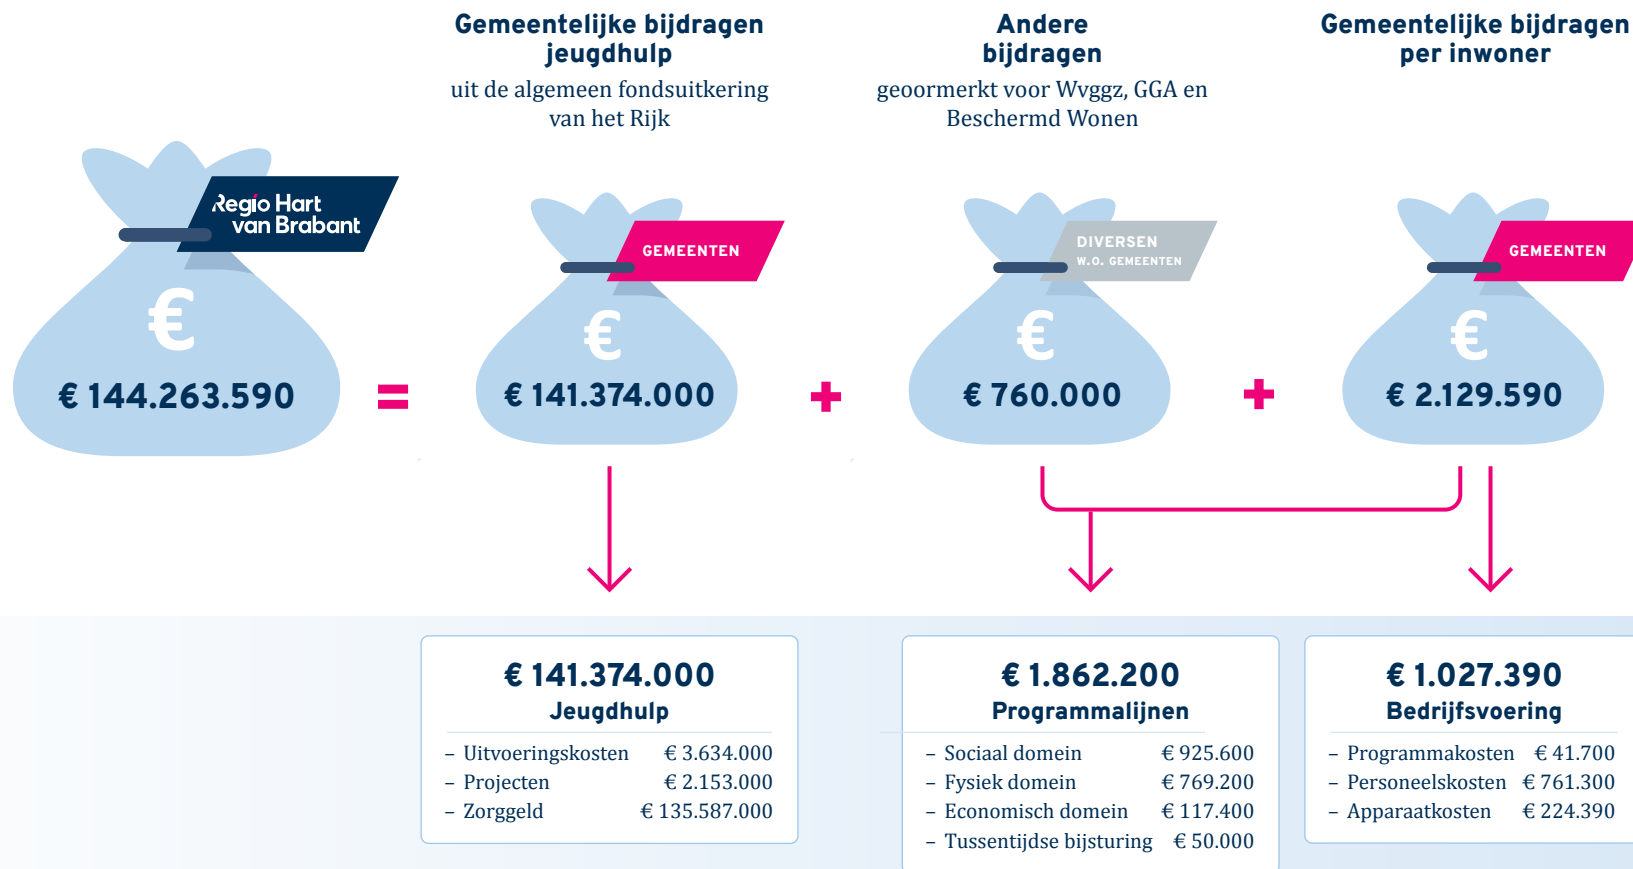 Gemeentelijke bijdragen
jeugdhulp
uit de algemeen fondsuitkering
van het Rijk
Andere
bijdragen
geoormerkt voor Wvggz, GGA en
Beschermd Wonen
Gemeentelijke bijdragen
per inwoner
Regio Hart
van Brabant
€
€ 144.263.590
=
GEMEENTEN
€
€ 141.374.000
+
DIVERSEN
W.O. GEMEENTEN
€
€ 760.000
+
GEMEENTEN
€
€ 2.129.590
€ 141.374.000
Jeugdhulp
– Uitvoeringskosten € 3.634.000
– Projecten € 2.153.000
– Zorggeld € 135.587.000
€ 1.862.200
Programmalijnen
– Sociaal domein € 925.600
– Fysiek domein € 769.200
– Economisch domein € 117.400
– Tussentijdse bijsturing € 50.000
€ 1.027.390
Bedrijfsvoering
– Programmakosten € 41.700
– Personeelskosten € 761.300
– Apparaatkosten € 224.390